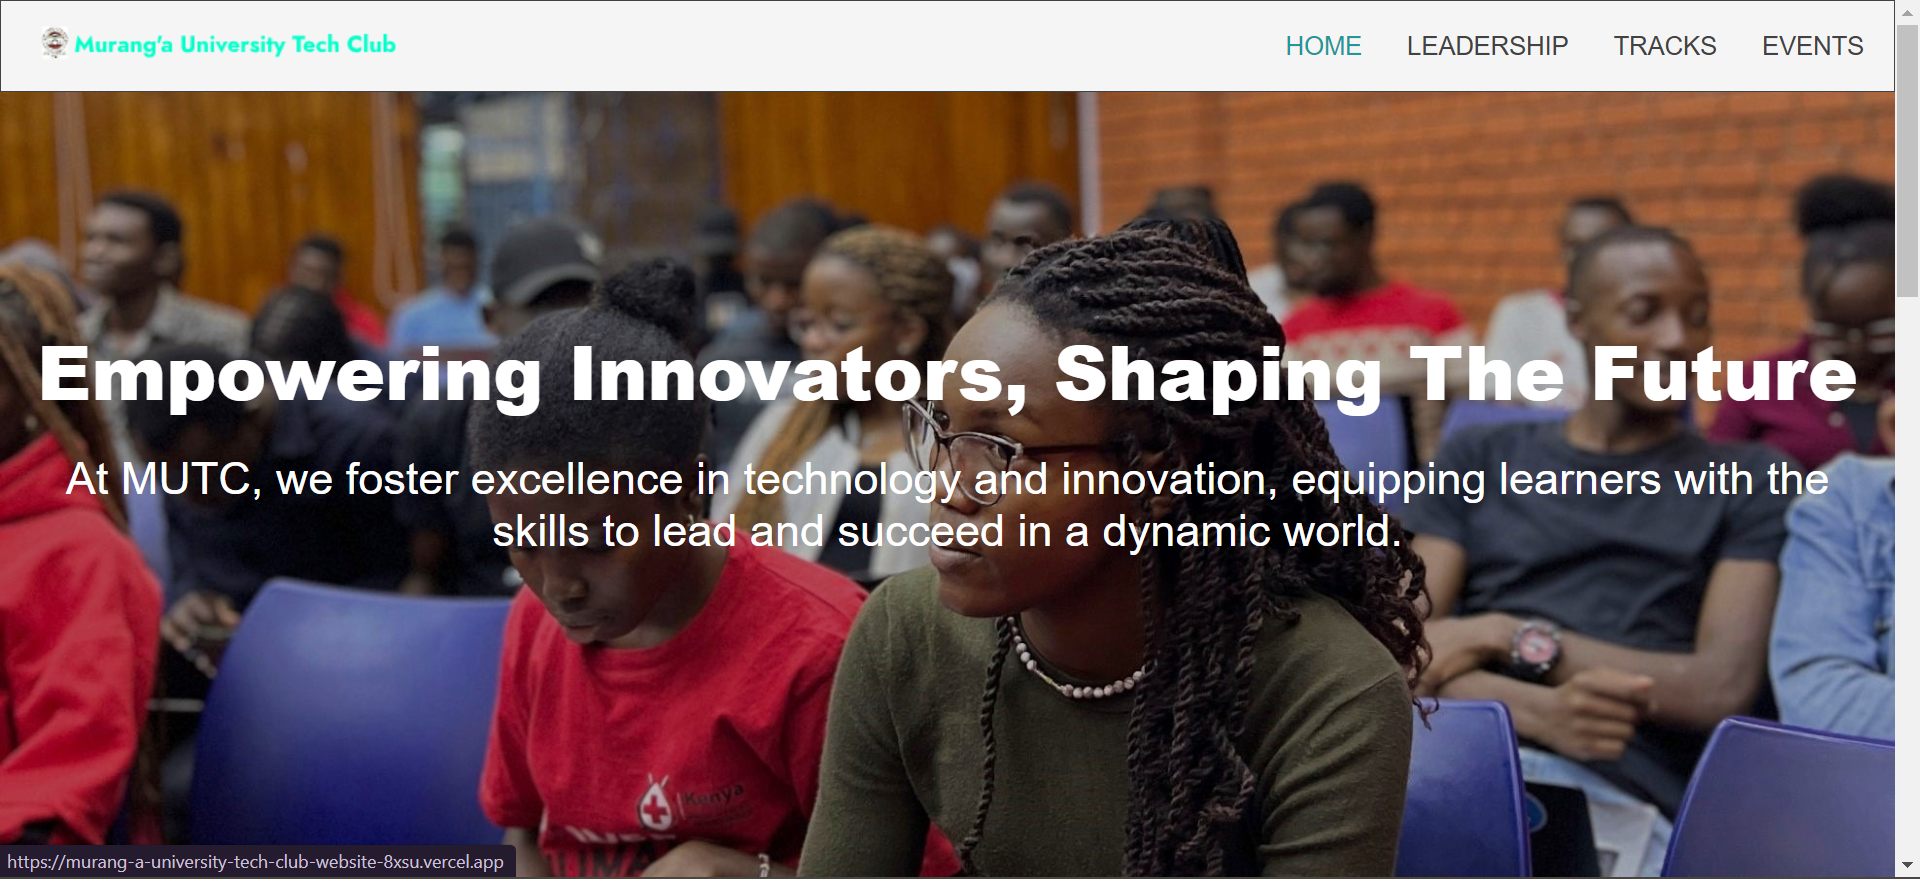 Murang'a University Tech Club
HOME LEADERSHIP TRACKS EVENTS
Empowering Innovators, Shaping The Future
At MUTC, we foster excellence in technology and innovation, equipping learners with the
skills to lead and succeed in a dynamic world.
Kenya
https://murang-a-university-tech-club-website-8xsu.vercel.app